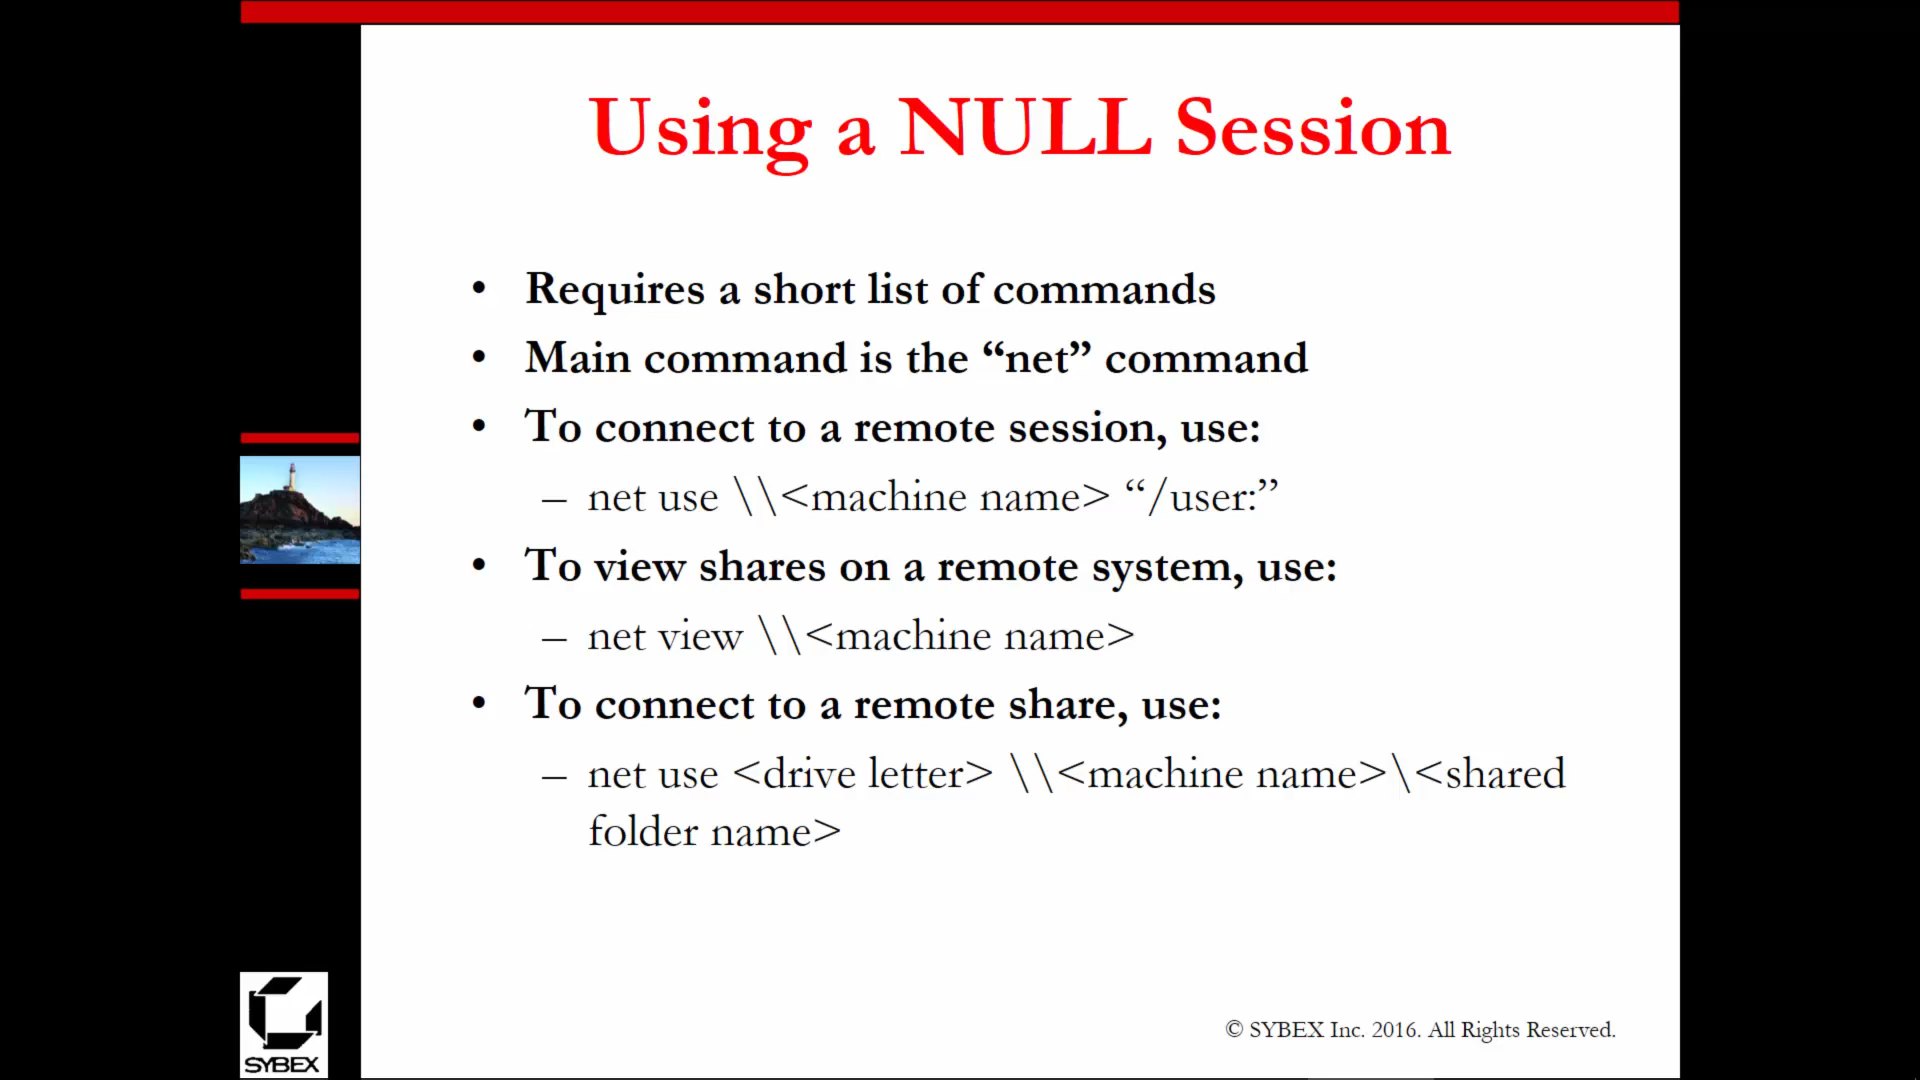 Using a NULL Session
• Requires a short list of commands
• Main command is the “net” command
• To connect to a remote session, use:
– net use \\<machine name> “/user:”
• To view shares on a remote system, use:
– net view \\<machine name>
• To connect to a remote share, use:
– net use <drive letter> \\<machine name>\<shared
folder name>
SYBEX
© SYBEX Inc. 2016. All Rights Reserved.